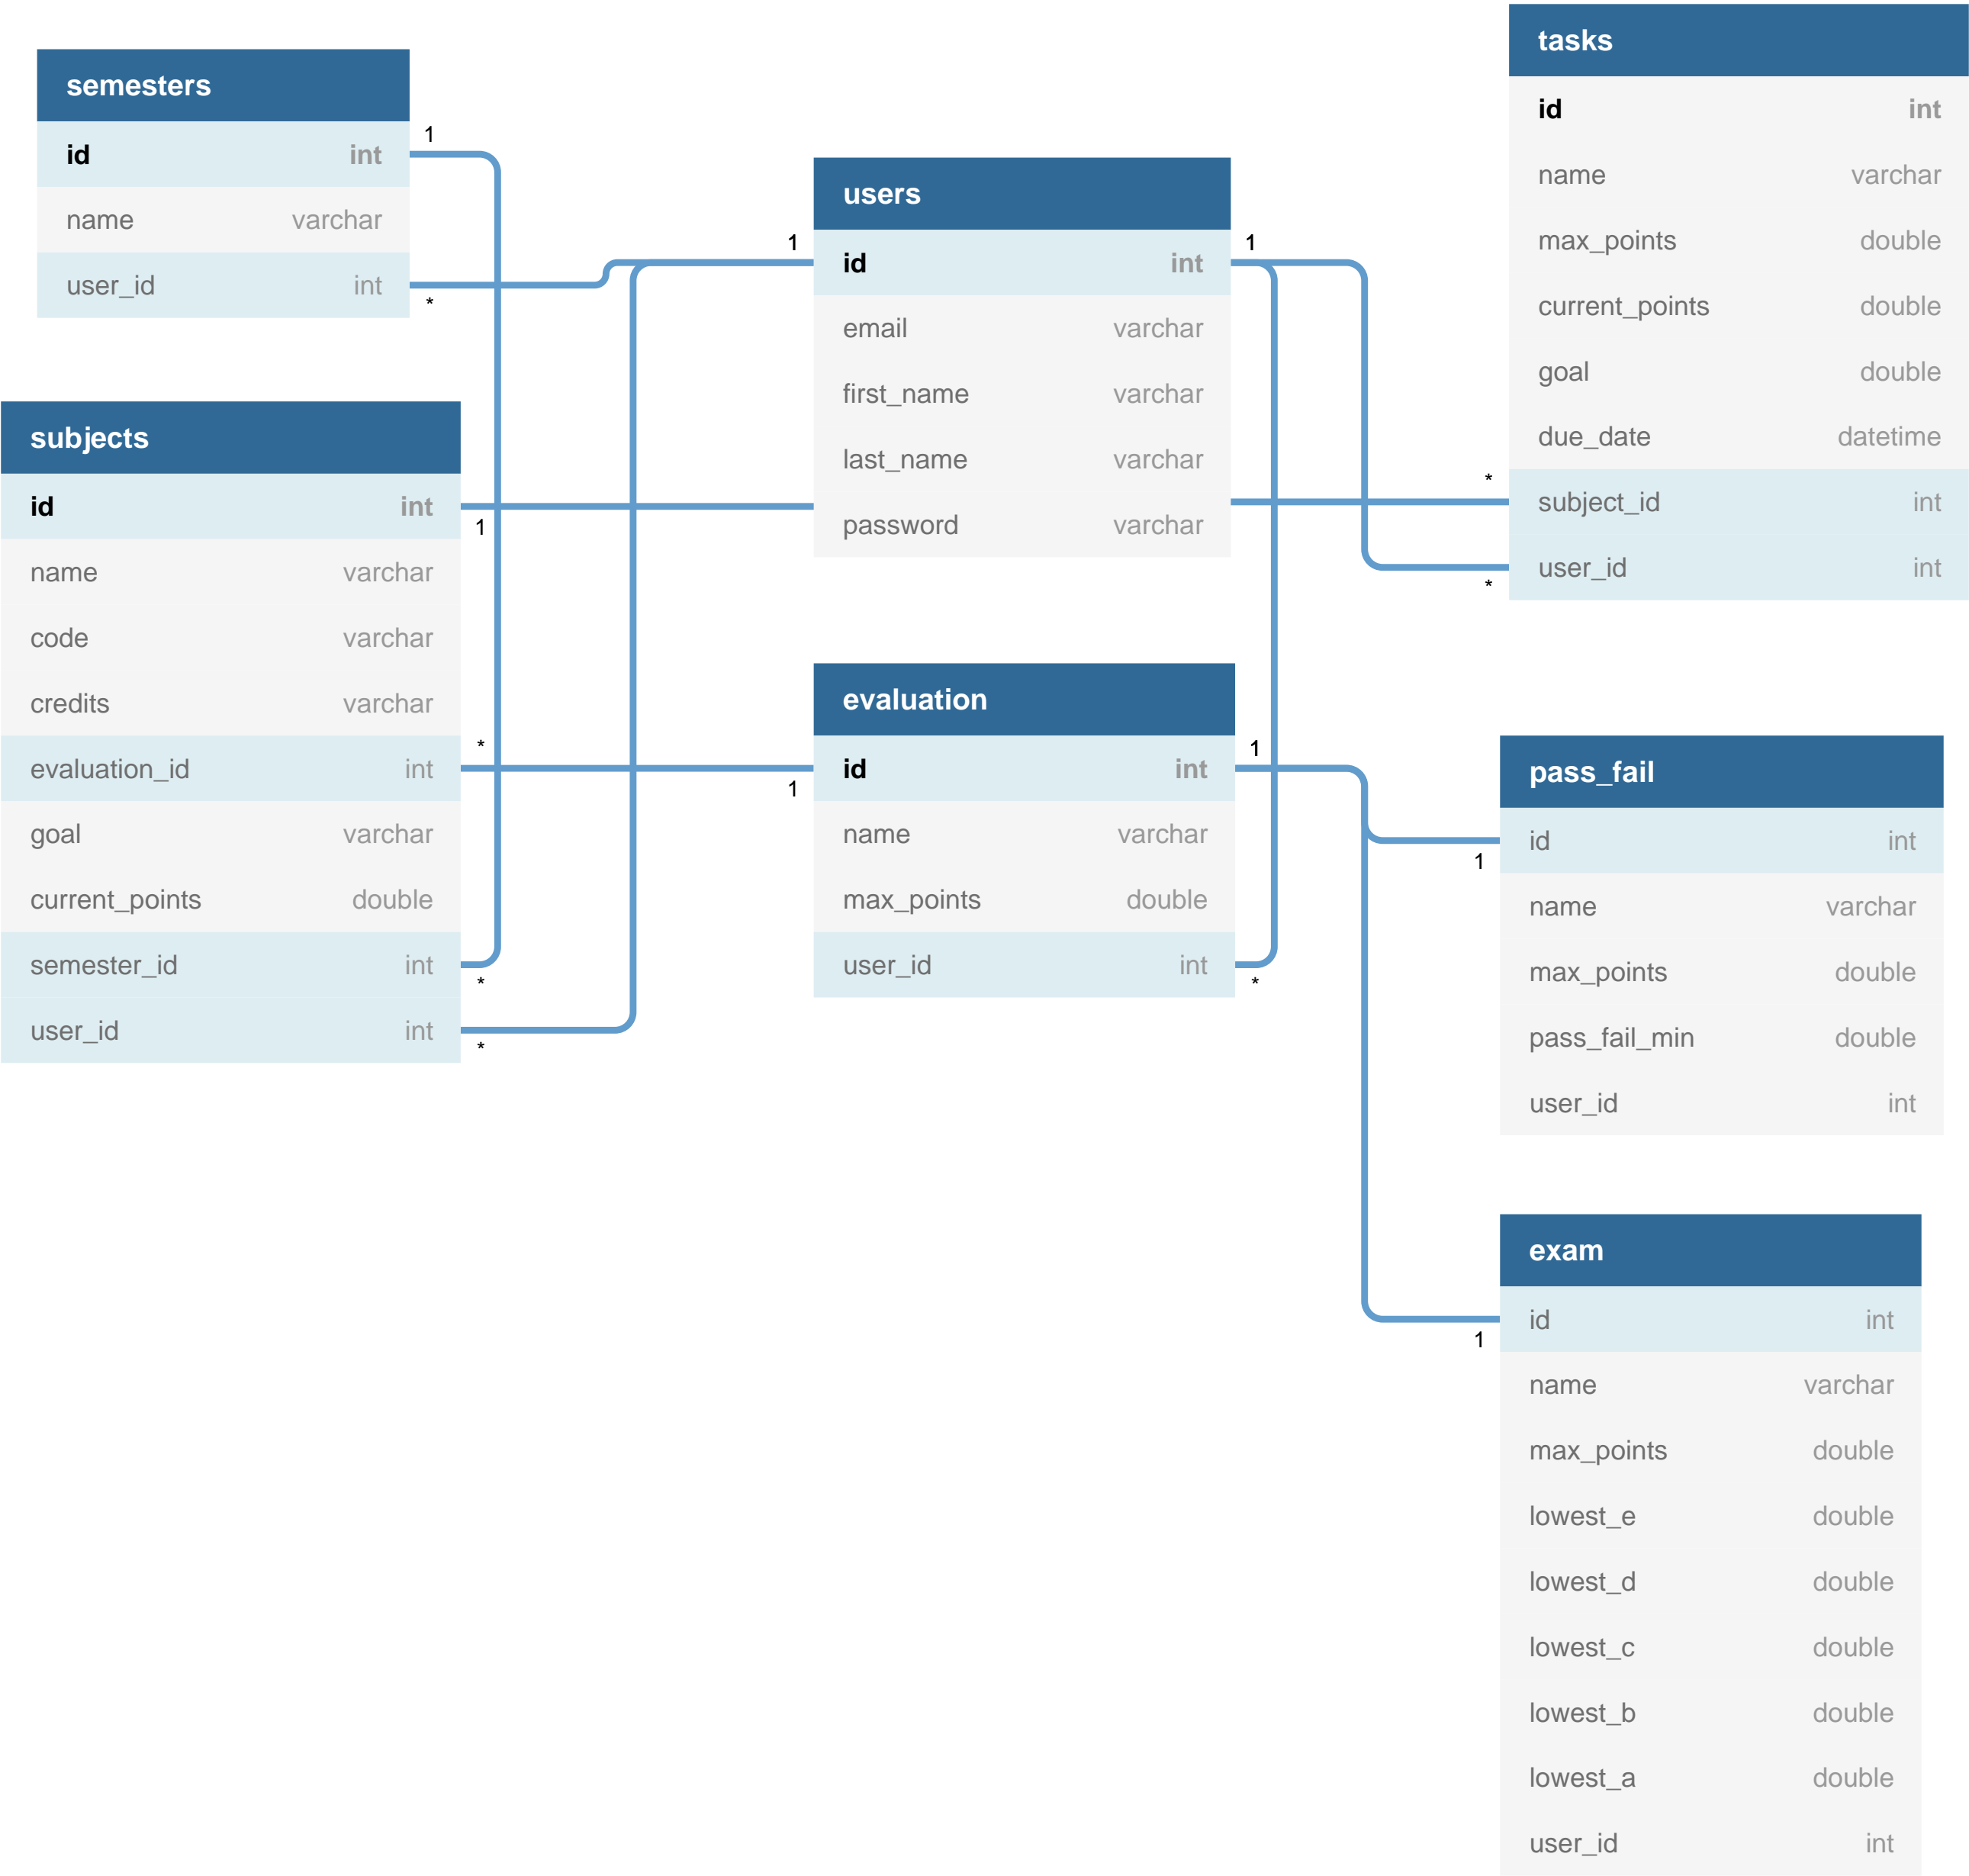 semesters
id int
name varchar
user_id int
1
*
subjects
id int
name varchar
code varchar
credits varchar
evaluation_id int
goal varchar
current_points double
semester_id int
user_id int
1
*
*
*
users
id int
email varchar
first_name varchar
last_name varchar
password varchar
1
1
evaluation
id int
name varchar
max_points double
user_id int
1
1
*
tasks
id int
name varchar
max_points double
current_points double
goal double
due_date datetime
subject_id int
user_id int
*
*
pass_fail
id int
name varchar
max_points double
pass_fail_min double
user_id int
1
exam
id int
name varchar
max_points double
lowest_e double
lowest_d double
lowest_c double
lowest_b double
lowest_a double
user_id int
1